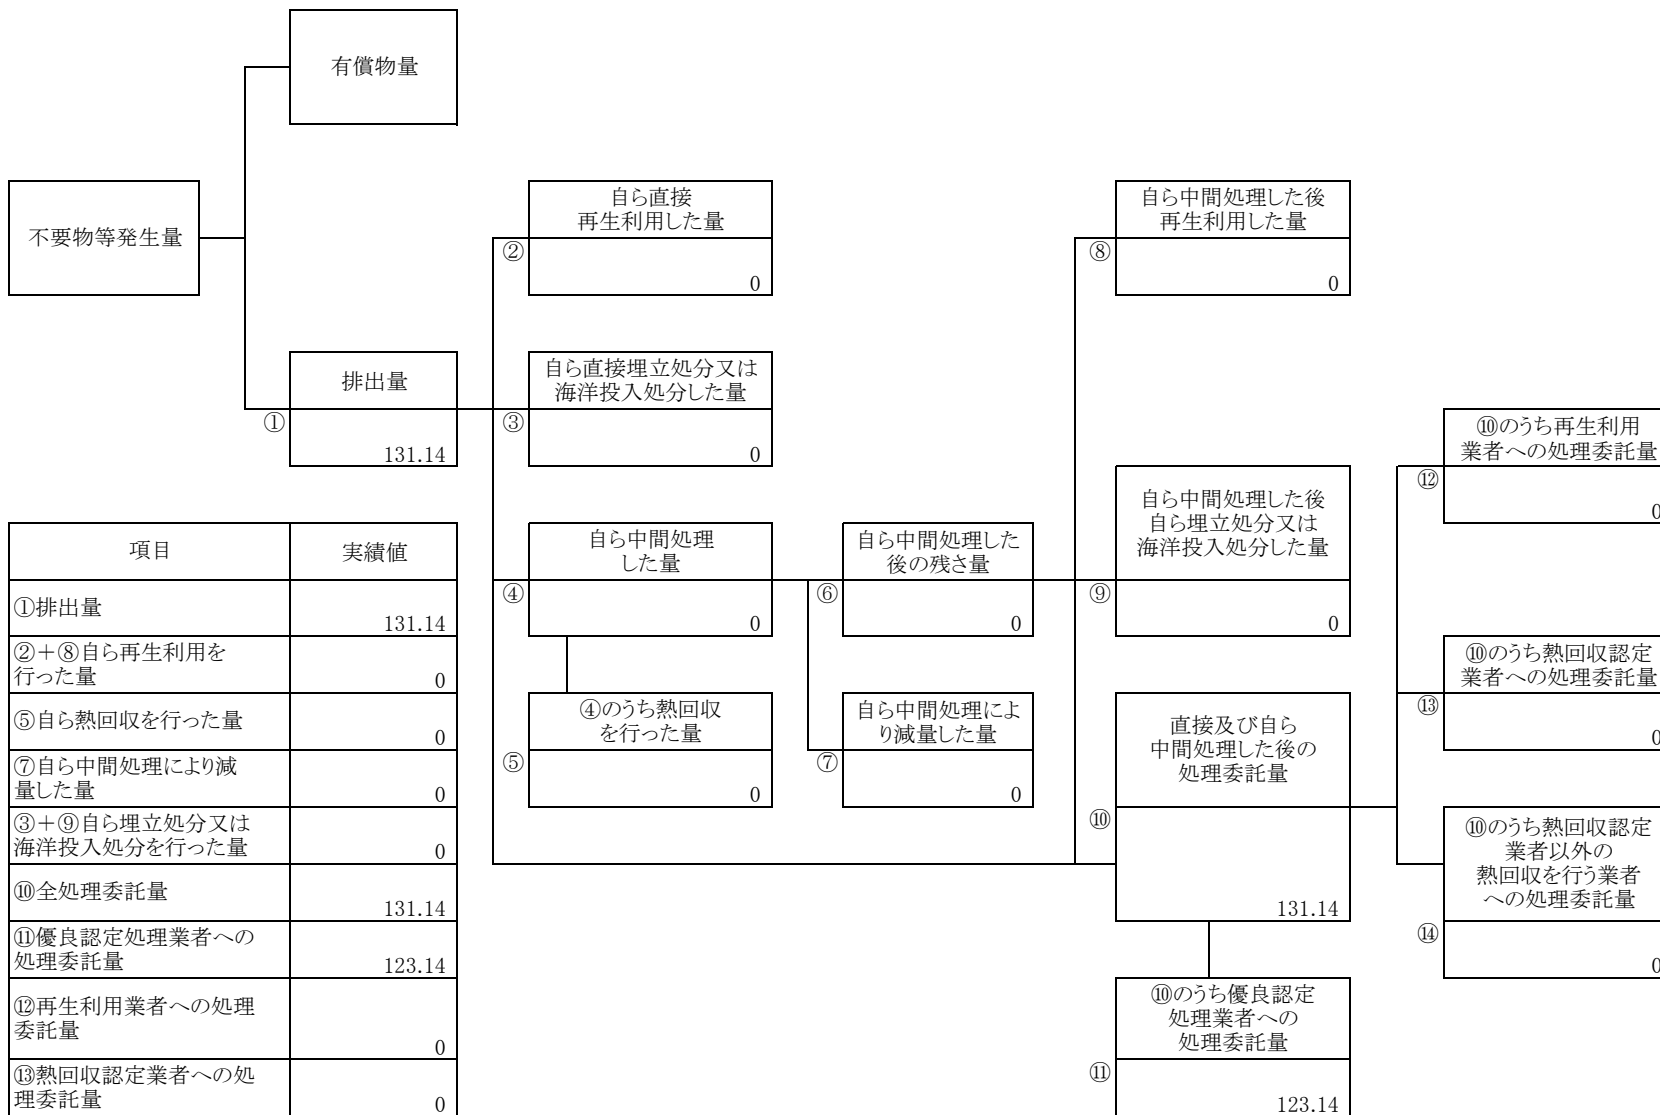 有償物量
不要物等発生量
自ら直接
再生利用した量
②
0
自ら中間処理した後
再生利用した量
⑧
0
排出量
①
131.14
自ら直接埋立処分又は
海洋投入処分した量
③
0
⑩のうち再生利用
業者への処理委託量
⑫
0
自ら中間処理
した量
④
0
自ら中間処理した
後の残さ量
⑥
0
自ら中間処理した後
自ら埋立処分又は
海洋投入処分した量
⑨
0
⑩のうち熱回収認定
業者への処理委託量
⑬
0
④のうち熱回収
を行った量
⑤
0
自ら中間処理によ
り減量した量
⑦
0
直接及び自ら
中間処理した後の
処理委託量
⑩
131.14
⑩のうち熱回収認定
業者以外の
熱回収を行う業者
への処理委託量
⑭
0
⑩のうち優良認定
処理業者への
処理委託量
⑪
123.14
項目 実績値
①排出量 131.14
②+⑧自ら再生利用を
行った量 0
⑤自ら熱回収を行った量 0
⑦自ら中間処理により減
量した量 0
③+⑨自ら埋立処分又は
海洋投入処分を行った量 0
⑩全処理委託量 131.14
⑪優良認定処理業者への
処理委託量 123.14
⑫再生利用業者への処理
委託量 0
⑬熱回収認定業者への処
理委託量 0